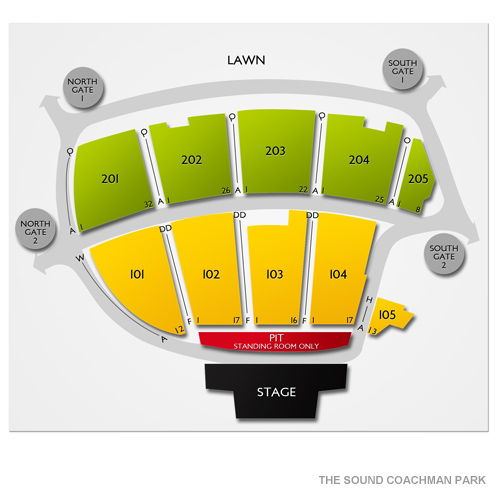 LAWN
NORTH
GATE
1
SOUTH
GATE
1
Q
Q
Q
P
O
201
202
203
204
205
A
1
32
A
1
26
A
1
22
A
1
25
A
1
8
NORTH
GATE
2
SOUTH
GATE
2
W
DD
DD
DD
101
102
103
104
105
H
A
12
F
1
17
F
1
16
F
1
17
A
13
PIT
STANDING ROOM ONLY
STAGE
THE SOUND COACHMAN PARK